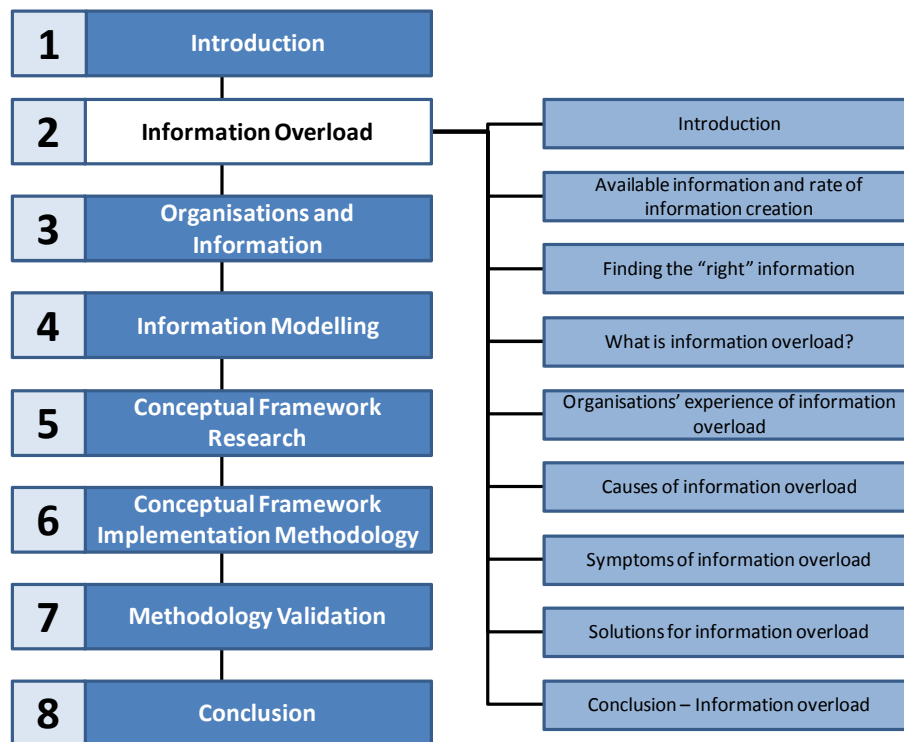 1
Introduction
2
Information Overload
3
Organisations and
Information
4
Information Modelling
5
Conceptual Framework
Research
6
Conceptual Framework
Implementation Methodology
7
Methodology Validation
8
Conclusion
Introduction
Available information and rate of
information creation
Finding the “right” information
What is information overload?
Organisations’ experience of information
overload
Causes of information overload
Symptoms of information overload
Solutions for information overload
Conclusion – Information overload